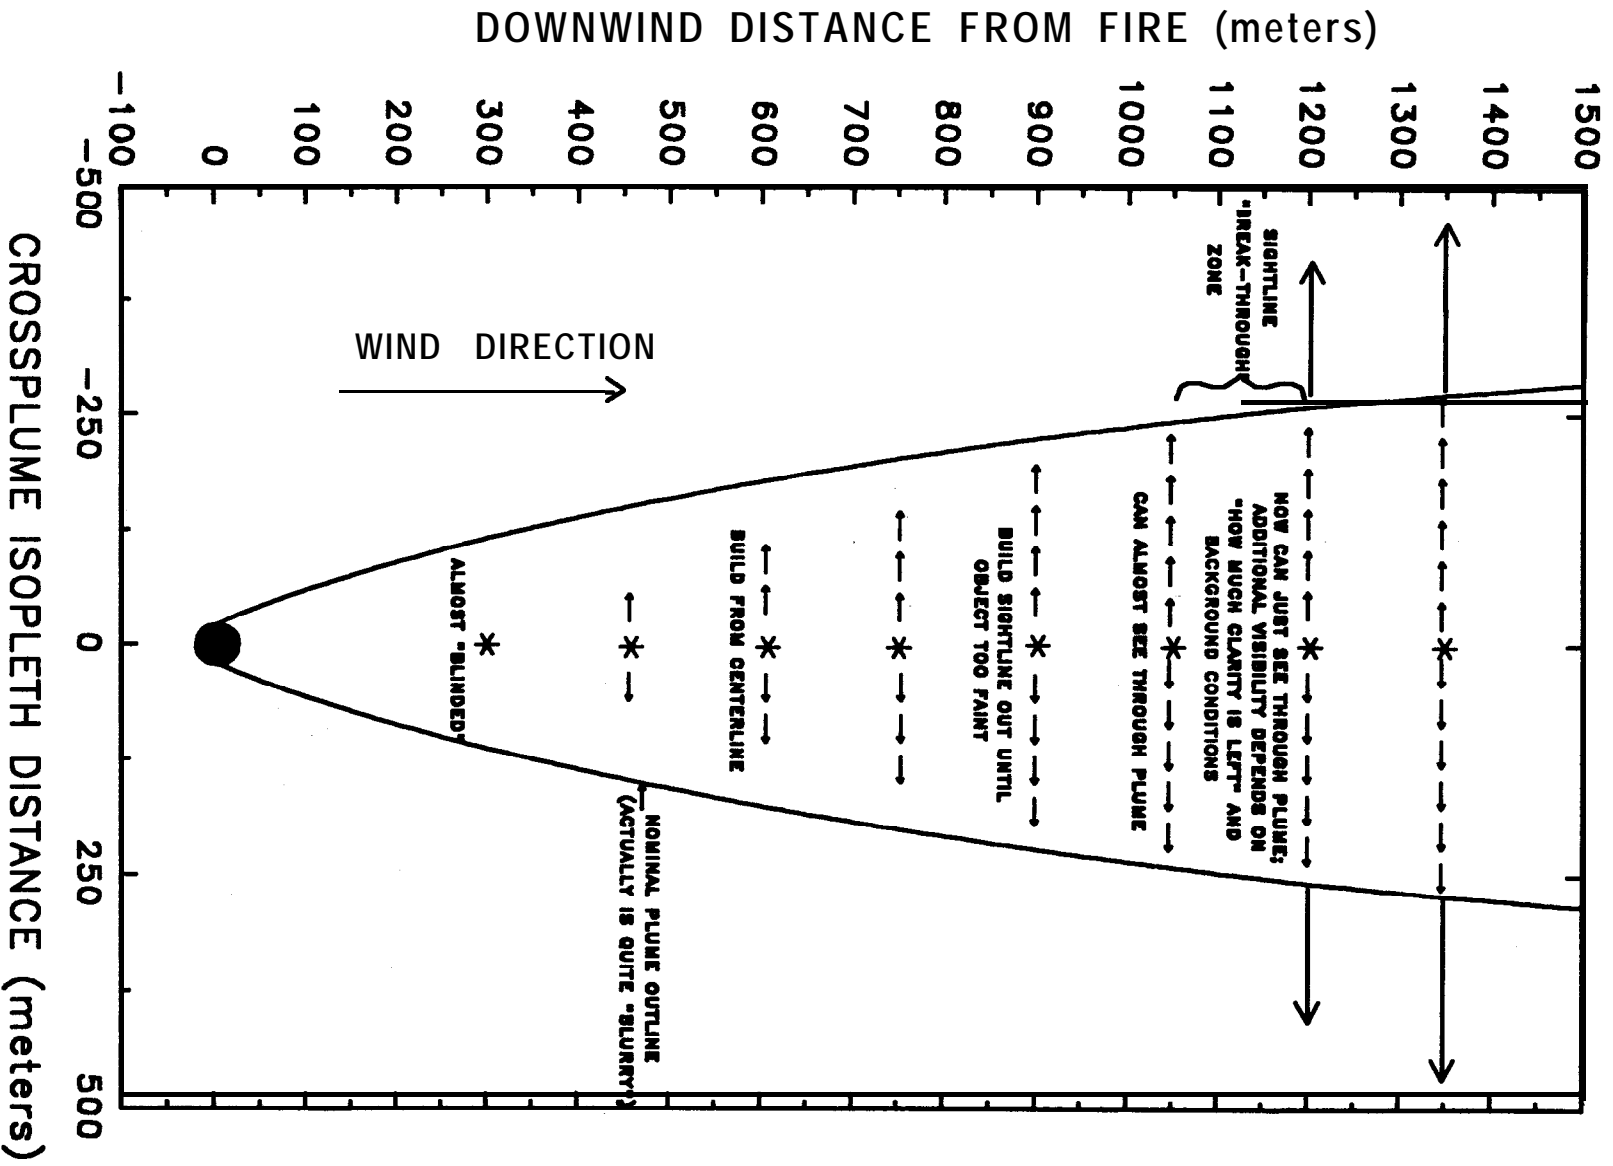 DOWNWIND DISTANCE FROM FIRE (meters)
-100
0
100
200
300
400
500
600
700
800
900
1000
1100
1200
1300
1400
1500
CROSSPLUME ISOPLETH DISTANCE (meters)
-500
-250
0
250
500
WIND DIRECTION
SIGHTLINE
"BREAK-THROUGH"
ZONE
NOW CAN JUST SEE THROUGH PLUME;
ADDITIONAL VISIBILITY DEPENDS ON
"HOW MUCH CLARITY IS LEFT" AND
BACKGROUND CONDITIONS
CAN ALMOST SEE THROUGH PLUME
BUILD SIGHTLINE OUT UNTIL
OBJECT TOO FAINT
BUILD FROM CENTERLINE
ALMOST "BLINDED"
NOMINAL PLUME OUTLINE
(ACTUALLY IS QUITE "BLURRY")